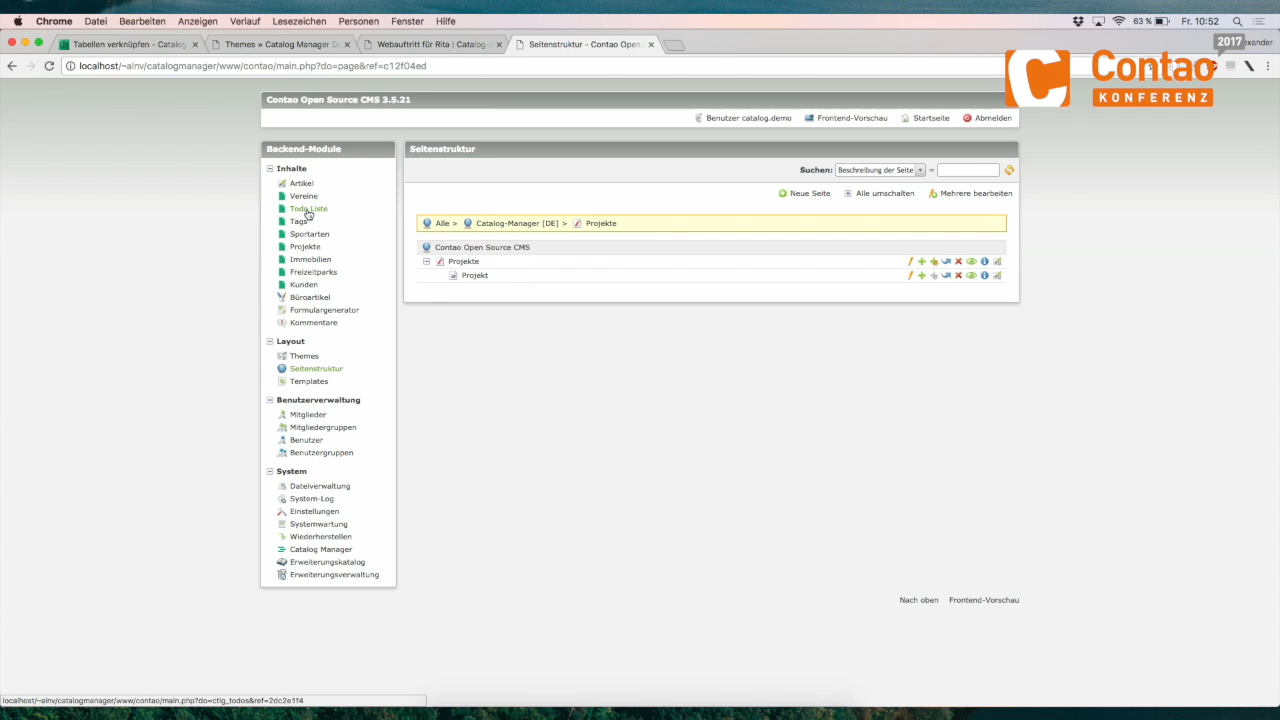 Chrome Datei Bearbeiten Anzeigen Verlauf Lesezeichen Personen Fenster Hilfe 63 % Fr. 10:52
Tabellen verknüpfen - Catalog Themes » Catalog Manager De Webauftritt für Rita | Catalog Seitenstruktur - Contao Open xander
2017
localhost/~alnv/catalogmanager/www/contao/main.php?do=page&ref=c12f04ed
Contao
KONFERENZ
Contao Open Source CMS 3.5.21
Benutzer catalog.demo Frontend-Vorschau Startseite Abmelden
Backend-Module
Inhalte
Artikel
Vereine
Todo Liste
Tags
Sportarten
Projekte
Immobilien
Freizeitparks
Kunden
Büroartikel
Formulargenerator
Kommentare
Layout
Themes
Seitenstruktur
Templates
Benutzerverwaltung
Mitglieder
Mitgliedergruppen
Benutzer
Benutzergruppen
System
Dateiverwaltung
System-Log
Einstellungen
Systemwartung
Wiederherstellen
Catalog Manager
Erweiterungskatalog
Erweiterungsverwaltung
Seitenstruktur
Suchen: Beschreibung der Seite =
Neue Seite Alle umschalten Mehrere bearbeiten
Alle > Catalog-Manager [DE] > Projekte
Contao Open Source CMS
Projekte
Projekt
Nach oben Frontend-Vorschau
localhost/~alnv/catalogmanager/www/contao/main.php?do=ctlg_todos&ref=2dc2e1f4